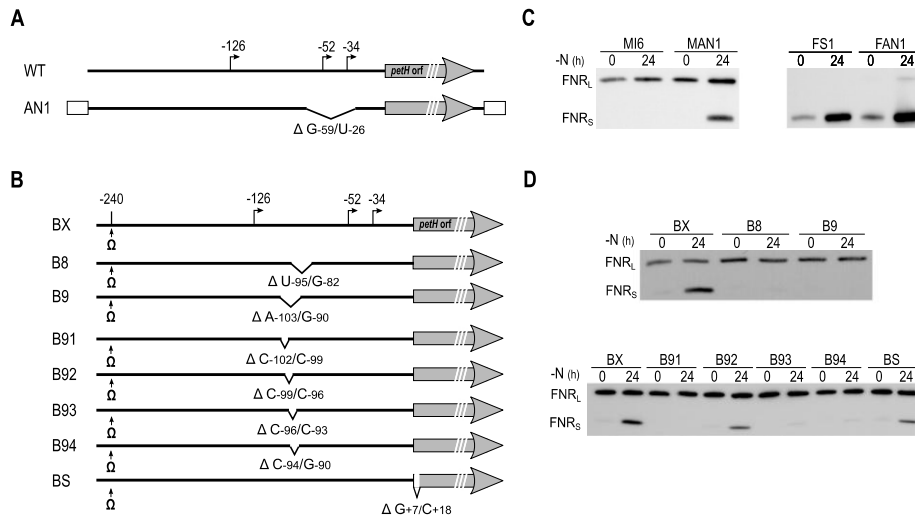 A
-126 -52 -34
WT petH orf
AN1
Δ G-59/U-26
B
-240 -126 -52 -34
BX petH orf
Ω
B8
Ω Δ U-95/G-82
B9
Ω Δ A-103/G-90
B91
Ω Δ C-102/C-99
B92
Ω Δ C-99/C-96
B93
Ω Δ C-96/C-93
B94
Ω Δ C-94/G-90
BS
Ω Δ G+7/C+18
C
MI6 MAN1 FS1 FAN1
-N (h) 0 24 0 24 0 24 0 24
FNRL
FNRS
D
BX B8 B9
-N (h) 0 24 0 24 0 24
FNRL
FNRS
BX B91 B92 B93 B94 BS
-N (h) 0 24 0 24 0 24 0 24 0 24 0 24
FNRL
FNRS